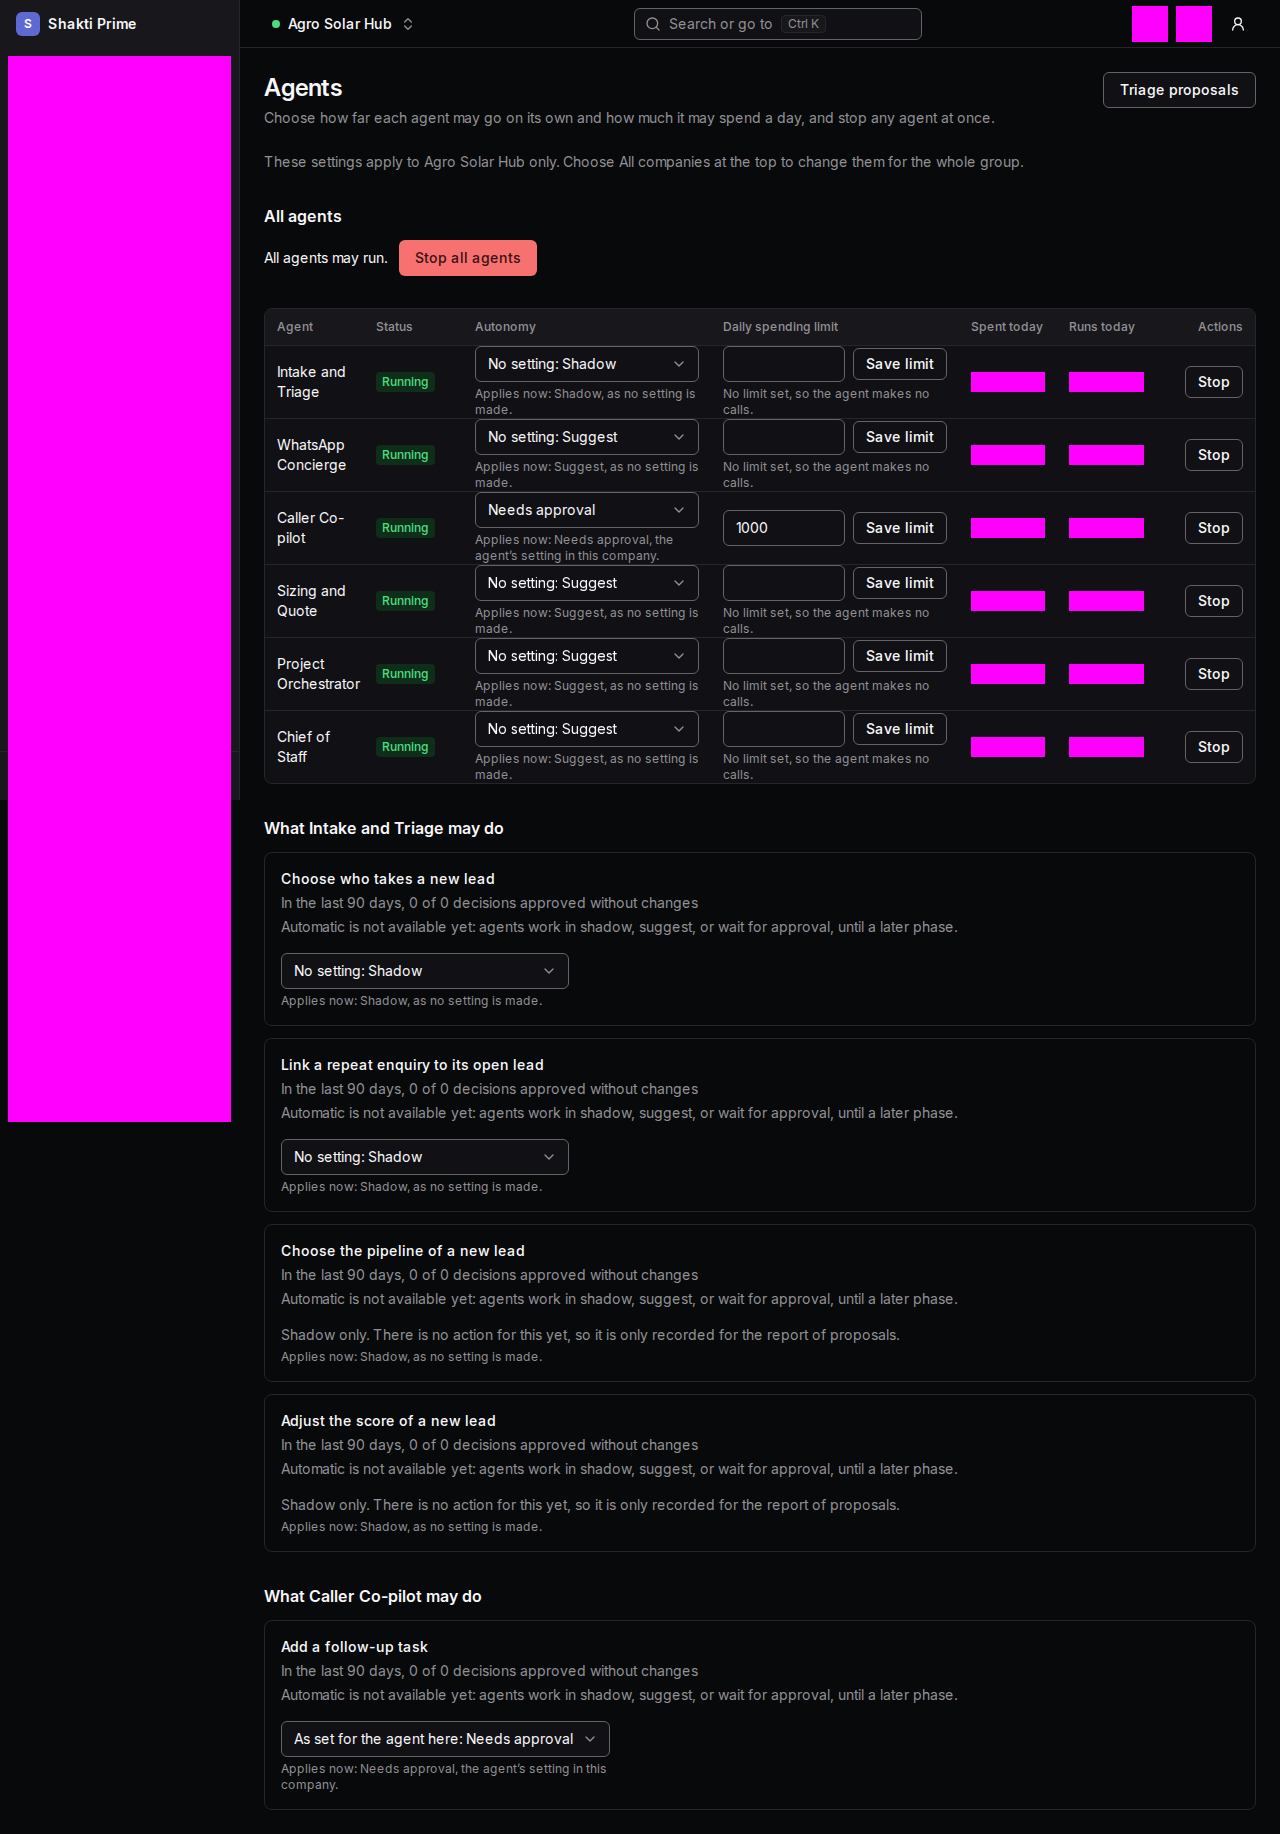 S Shakti Prime
Agro Solar Hub
Search or go to Ctrl K
Agents
Triage proposals
Choose how far each agent may go on its own and how much it may spend a day, and stop any agent at once.
These settings apply to Agro Solar Hub only. Choose All companies at the top to change them for the whole group.
All agents
All agents may run. Stop all agents
Agent Status Autonomy Daily spending limit Spent today Runs today Actions
Intake and
Triage
Running
No setting: Shadow
Applies now: Shadow, as no setting is
made.
Save limit
No limit set, so the agent makes no
calls.
Stop
WhatsApp
Concierge
Running
No setting: Suggest
Applies now: Suggest, as no setting is
made.
Save limit
No limit set, so the agent makes no
calls.
Stop
Caller Co-
pilot
Running
Needs approval
Applies now: Needs approval, the
agent's setting in this company.
1000
Save limit
Stop
Sizing and
Quote
Running
No setting: Suggest
Applies now: Suggest, as no setting is
made.
Save limit
No limit set, so the agent makes no
calls.
Stop
Project
Orchestrator
Running
No setting: Suggest
Applies now: Suggest, as no setting is
made.
Save limit
No limit set, so the agent makes no
calls.
Stop
Chief of
Staff
Running
No setting: Suggest
Applies now: Suggest, as no setting is
made.
Save limit
No limit set, so the agent makes no
calls.
Stop
What Intake and Triage may do
Choose who takes a new lead
In the last 90 days, 0 of 0 decisions approved without changes
Automatic is not available yet: agents work in shadow, suggest, or wait for approval, until a later phase.
No setting: Shadow
Applies now: Shadow, as no setting is made.
Link a repeat enquiry to its open lead
In the last 90 days, 0 of 0 decisions approved without changes
Automatic is not available yet: agents work in shadow, suggest, or wait for approval, until a later phase.
No setting: Shadow
Applies now: Shadow, as no setting is made.
Choose the pipeline of a new lead
In the last 90 days, 0 of 0 decisions approved without changes
Automatic is not available yet: agents work in shadow, suggest, or wait for approval, until a later phase.
Shadow only. There is no action for this yet, so it is only recorded for the report of proposals.
Applies now: Shadow, as no setting is made.
Adjust the score of a new lead
In the last 90 days, 0 of 0 decisions approved without changes
Automatic is not available yet: agents work in shadow, suggest, or wait for approval, until a later phase.
Shadow only. There is no action for this yet, so it is only recorded for the report of proposals.
Applies now: Shadow, as no setting is made.
What Caller Co-pilot may do
Add a follow-up task
In the last 90 days, 0 of 0 decisions approved without changes
Automatic is not available yet: agents work in shadow, suggest, or wait for approval, until a later phase.
As set for the agent here: Needs approval
Applies now: Needs approval, the agent's setting in this
company.